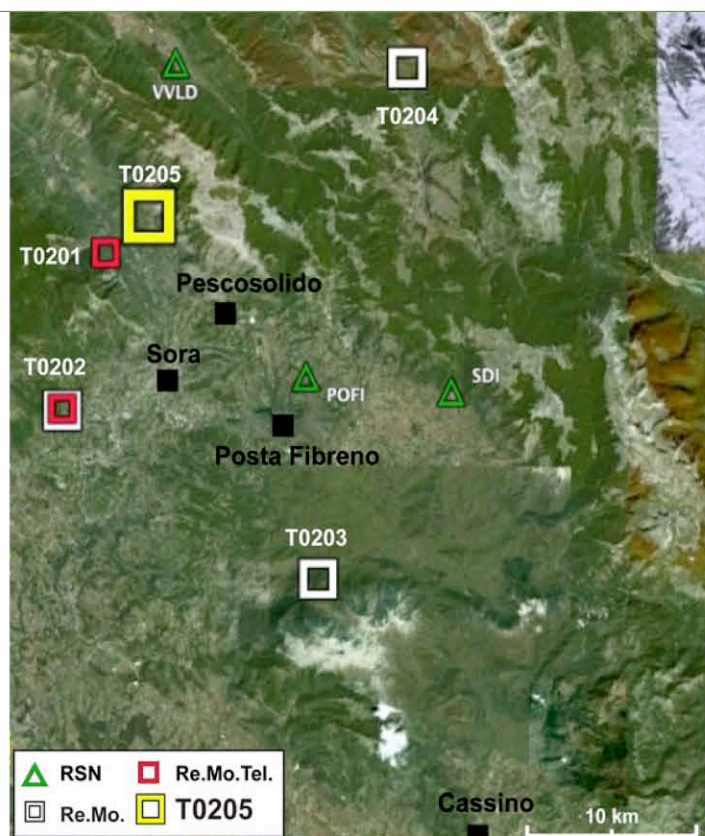 VVLD
T0204
T0205
T0201
Pescosolido
Sora
T0202
POFI
SDI
Posta Fibreno
T0203
RSN
Re.Mo.Tel.
Re.Mo.
T0205
Cassino
10 km